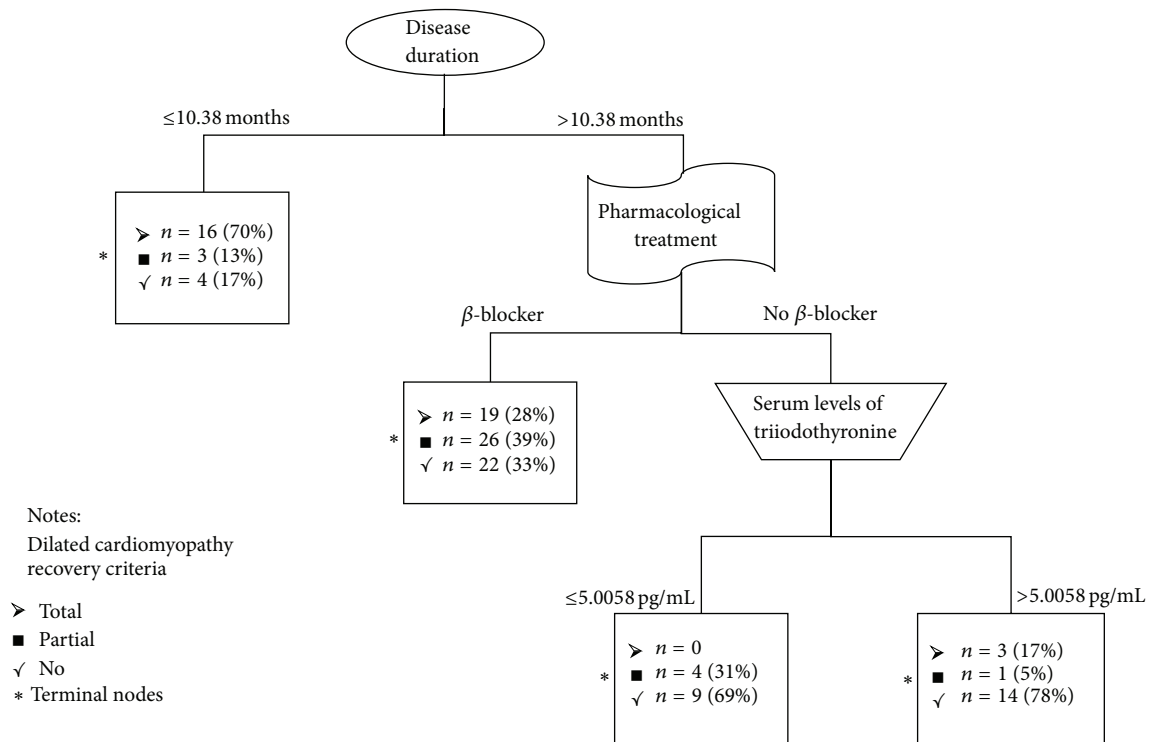 Disease
duration
≤10.38 months
>10.38 months
➢ n = 16 (70%)
■ n = 3 (13%)
√ n = 4 (17%)
*
Pharmacological
treatment
β-blocker
No β-blocker
➢ n = 19 (28%)
■ n = 26 (39%)
√ n = 22 (33%)
*
Serum levels of
triiodothyronine
≤5.0058 pg/mL
>5.0058 pg/mL
➢ n = 0
■ n = 4 (31%)
√ n = 9 (69%)
*
➢ n = 3 (17%)
■ n = 1 (5%)
√ n = 14 (78%)
*
Notes:
Dilated cardiomyopathy
recovery criteria
➢ Total
■ Partial
√ No
* Terminal nodes